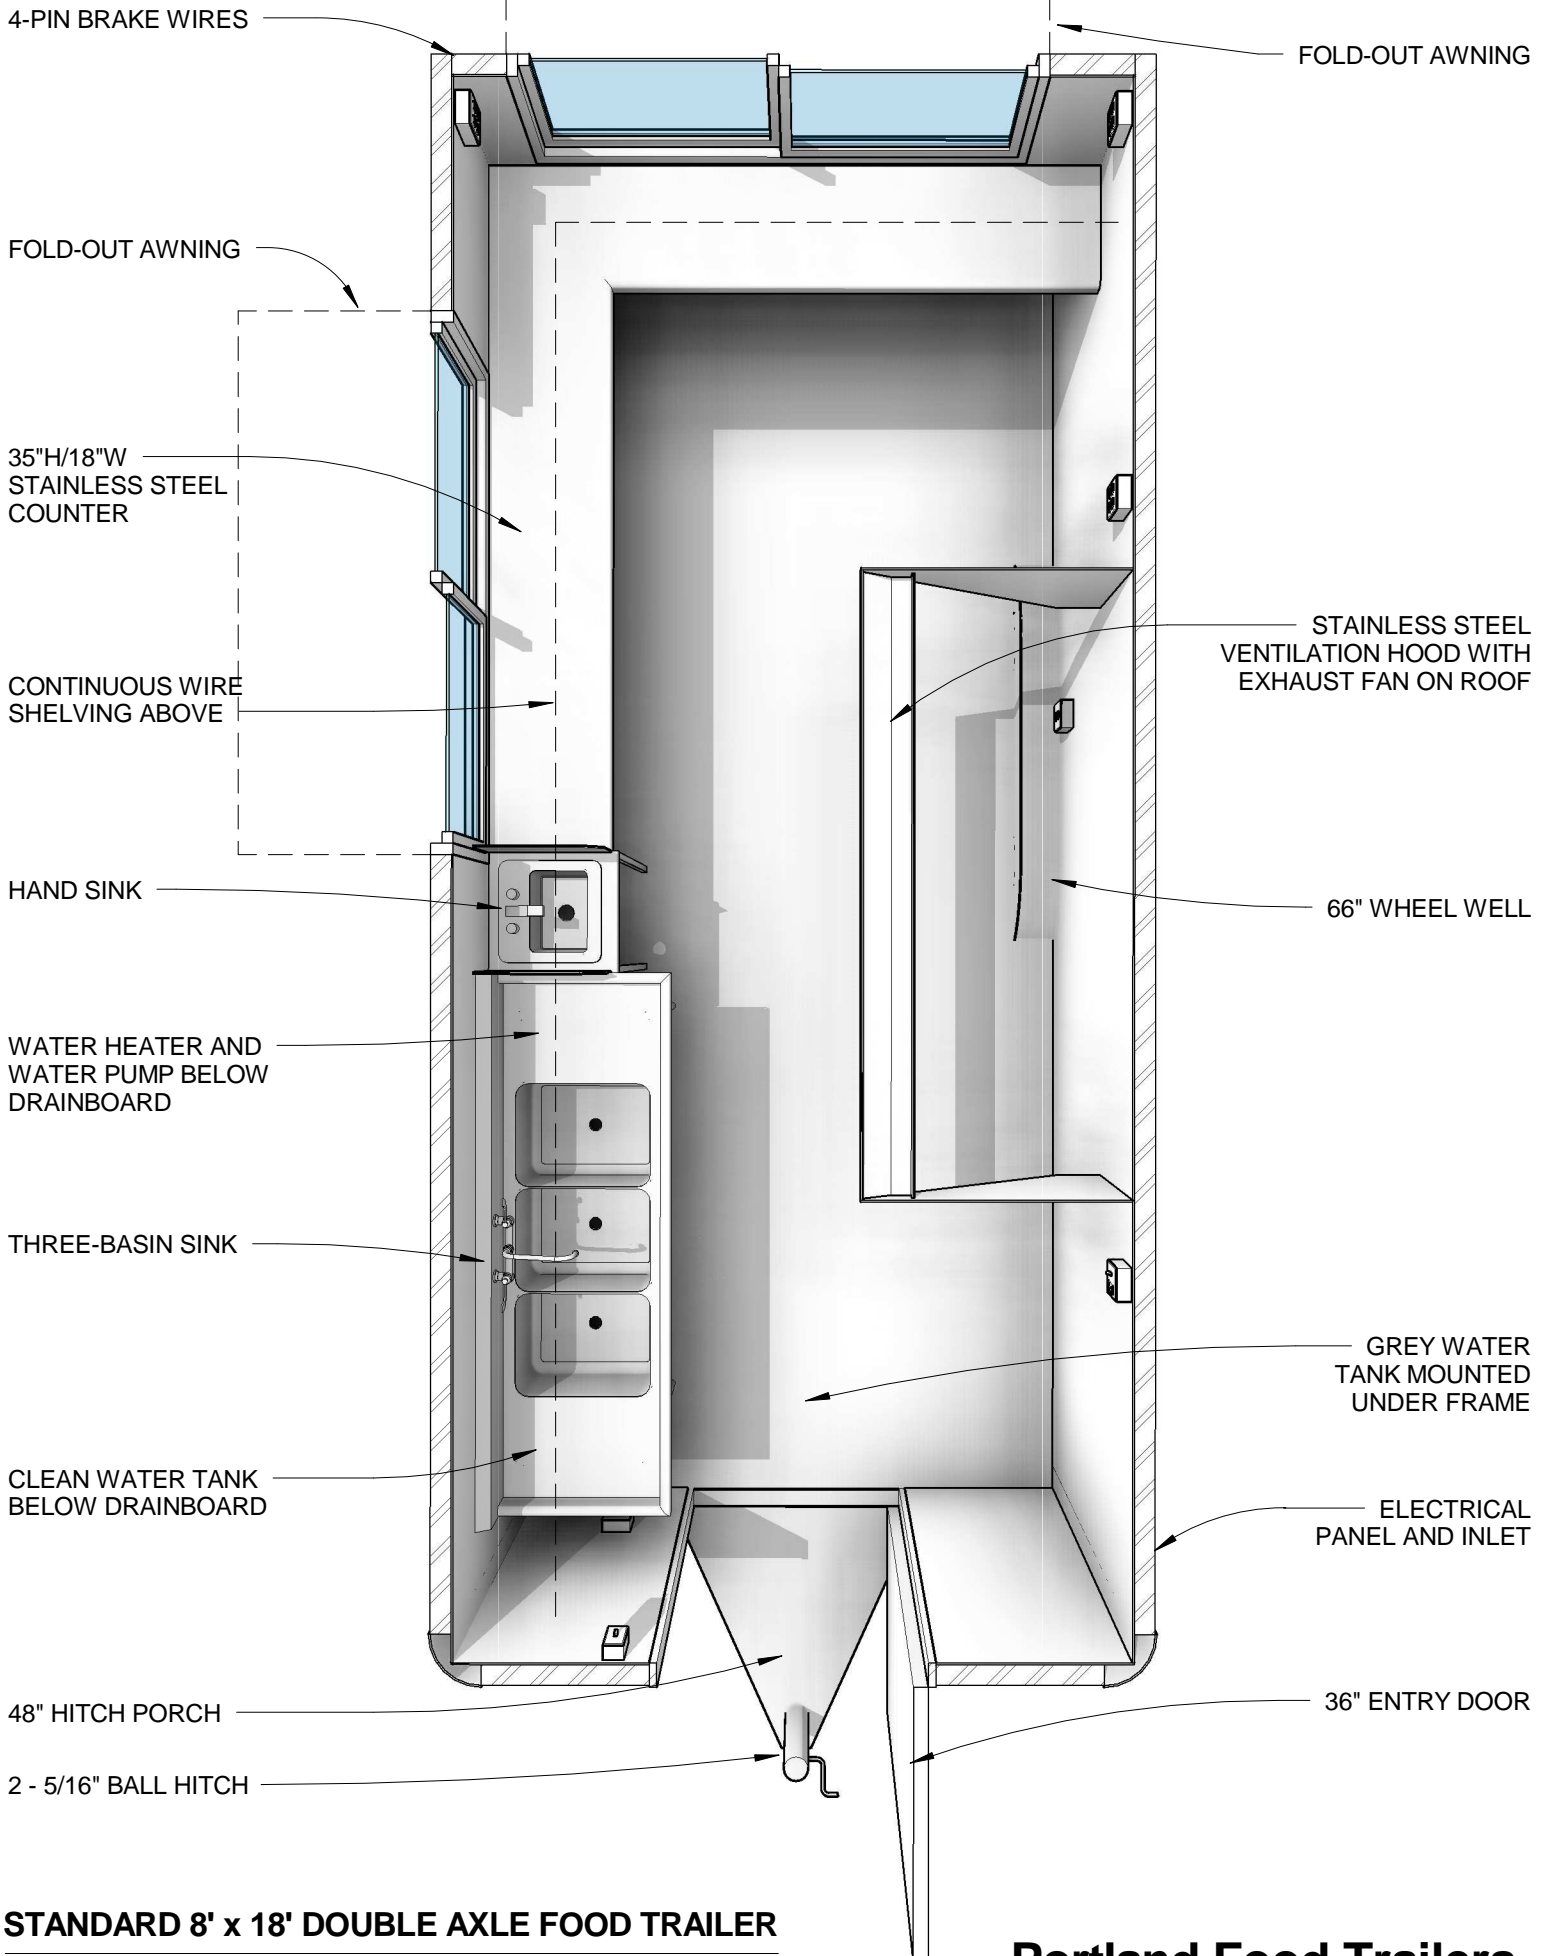 4-PIN BRAKE WIRES
FOLD-OUT AWNING
FOLD-OUT AWNING
35"H/18"W
STAINLESS STEEL
COUNTER
STAINLESS STEEL
VENTILATION HOOD WITH
EXHAUST FAN ON ROOF
CONTINUOUS WIRE
SHELVING ABOVE
HAND SINK
66" WHEEL WELL
WATER HEATER AND
WATER PUMP BELOW
DRAINBOARD
THREE-BASIN SINK
GREY WATER
TANK MOUNTED
UNDER FRAME
CLEAN WATER TANK
BELOW DRAINBOARD
ELECTRICAL
PANEL AND INLET
48" HITCH PORCH
36" ENTRY DOOR
2 - 5/16" BALL HITCH
STANDARD 8' x 18' DOUBLE AXLE FOOD TRAILER
Portland Food Trailers